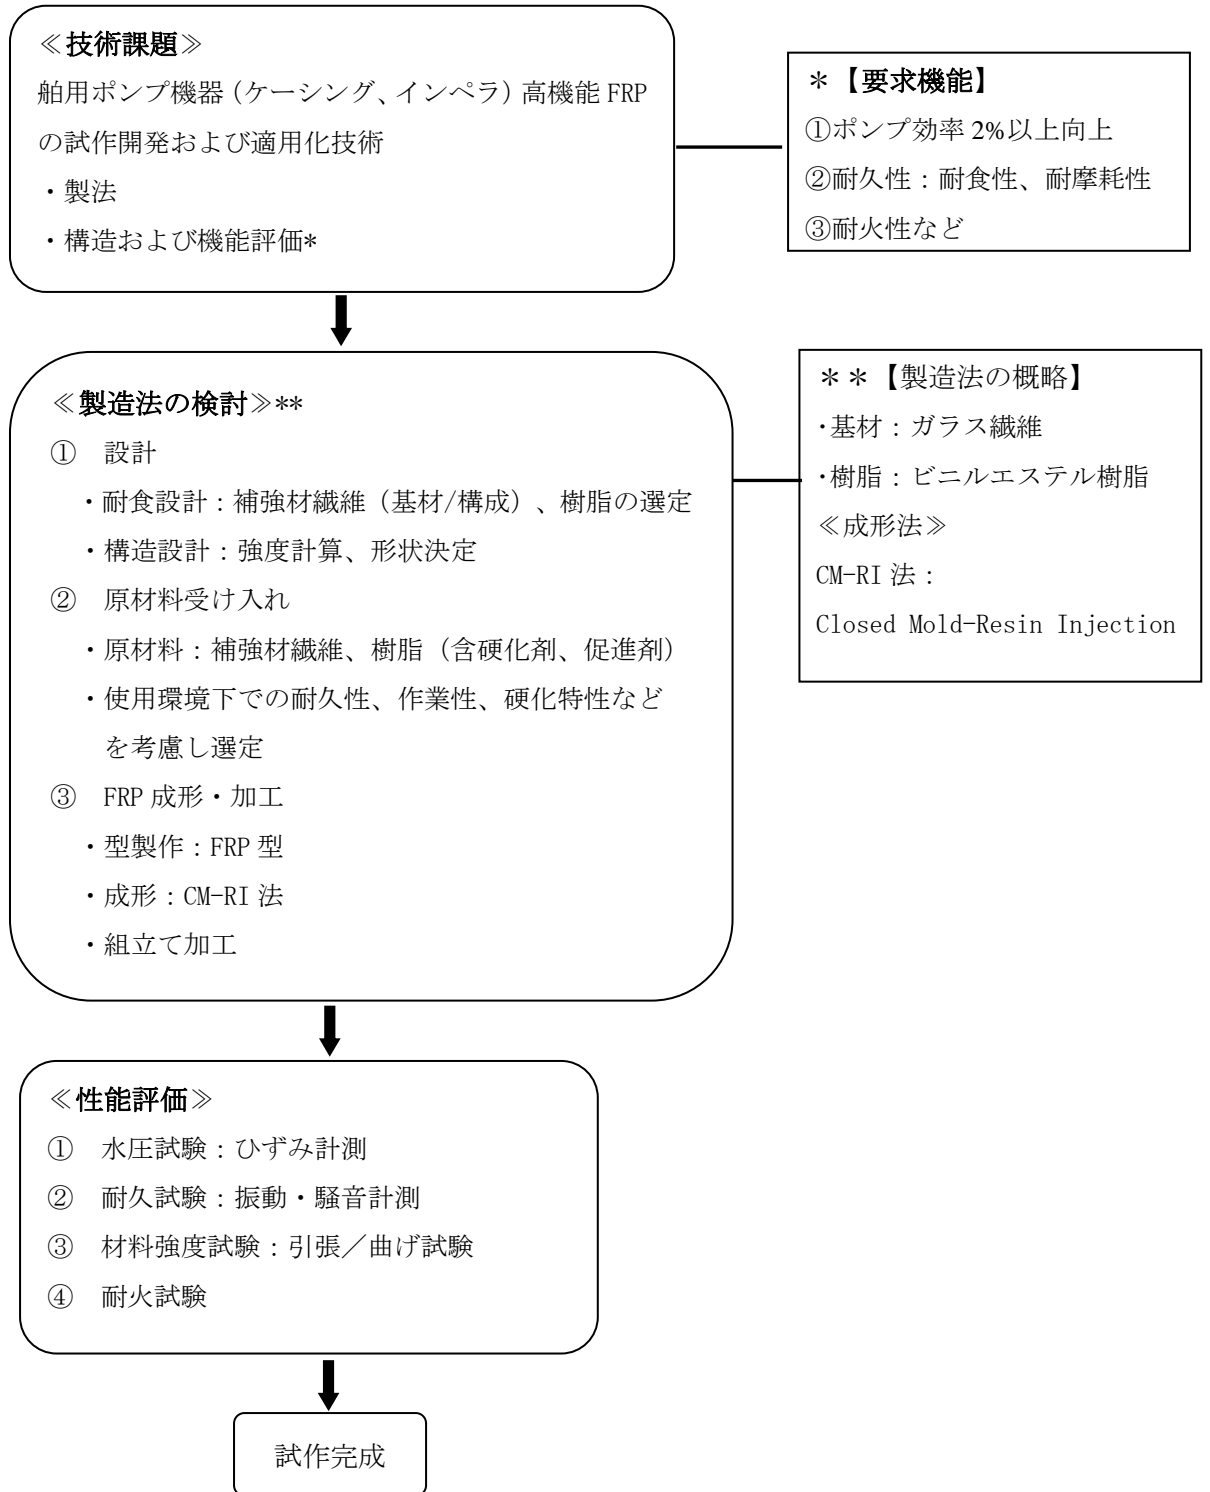 ≪技術課題≫
舶用ポンプ機器（ケーシング、インペラ）高機能 FRP
の試作開発および適用化技術
・製法
・構造および機能評価*
＊【要求機能】
①ポンプ効率 2%以上向上
②耐久性：耐食性、耐摩耗性
③耐火性など
≪製造法の検討≫**
① 設計
・耐食設計：補強材繊維（基材/構成）、樹脂の選定
・構造設計：強度計算、形状決定
② 原材料受け入れ
・原材料：補強材繊維、樹脂（含硬化剤、促進剤）
・使用環境下での耐久性、作業性、硬化特性など
を考慮し選定
③ FRP 成形・加工
・型製作：FRP 型
・成形：CM-RI 法
・組立て加工
＊＊【製造法の概略】
・基材：ガラス繊維
・樹脂：ビニルエステル樹脂
≪成形法≫
CM-RI 法：
Closed Mold-Resin Injection
≪性能評価≫
① 水圧試験：ひずみ計測
② 耐久試験：振動・騒音計測
③ 材料強度試験：引張／曲げ試験
④ 耐火試験
試作完成